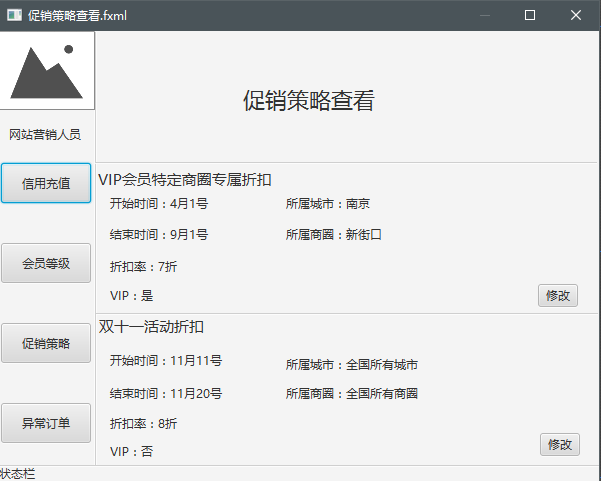 促销策略查看.fxml
促销策略查看
网站营销人员
信用充值
会员等级
促销策略
异常订单
VIP会员特定商圈专属折扣
开始时间：4月1号
所属城市：南京
结束时间：9月1号
所属商圈：新街口
折扣率：7折
VIP：是
修改
双十一活动折扣
开始时间：11月11号
所属城市：全国所有城市
结束时间：11月20号
所属商圈：全国所有商圈
折扣率：8折
VIP：否
修改
状态栏